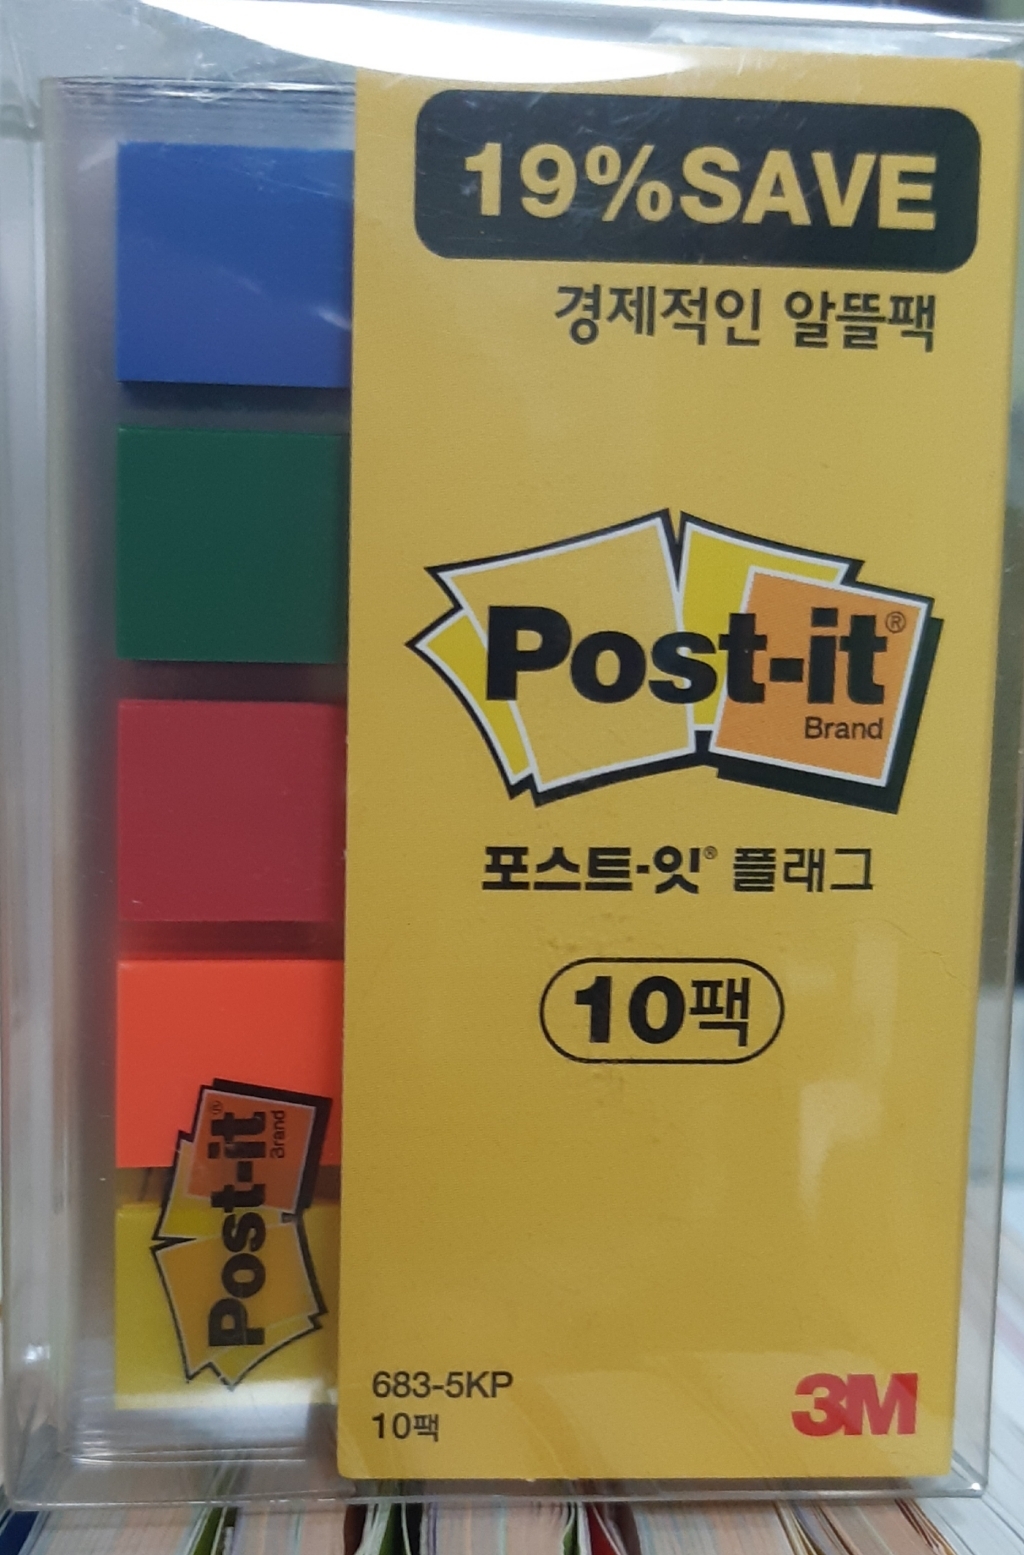 19%SAVE
경제적인 알뜰팩
Post-it®
Brand
포스트-잇® 플래그
10팩
Post-it®
Brand
683-5KP
10팩
3M